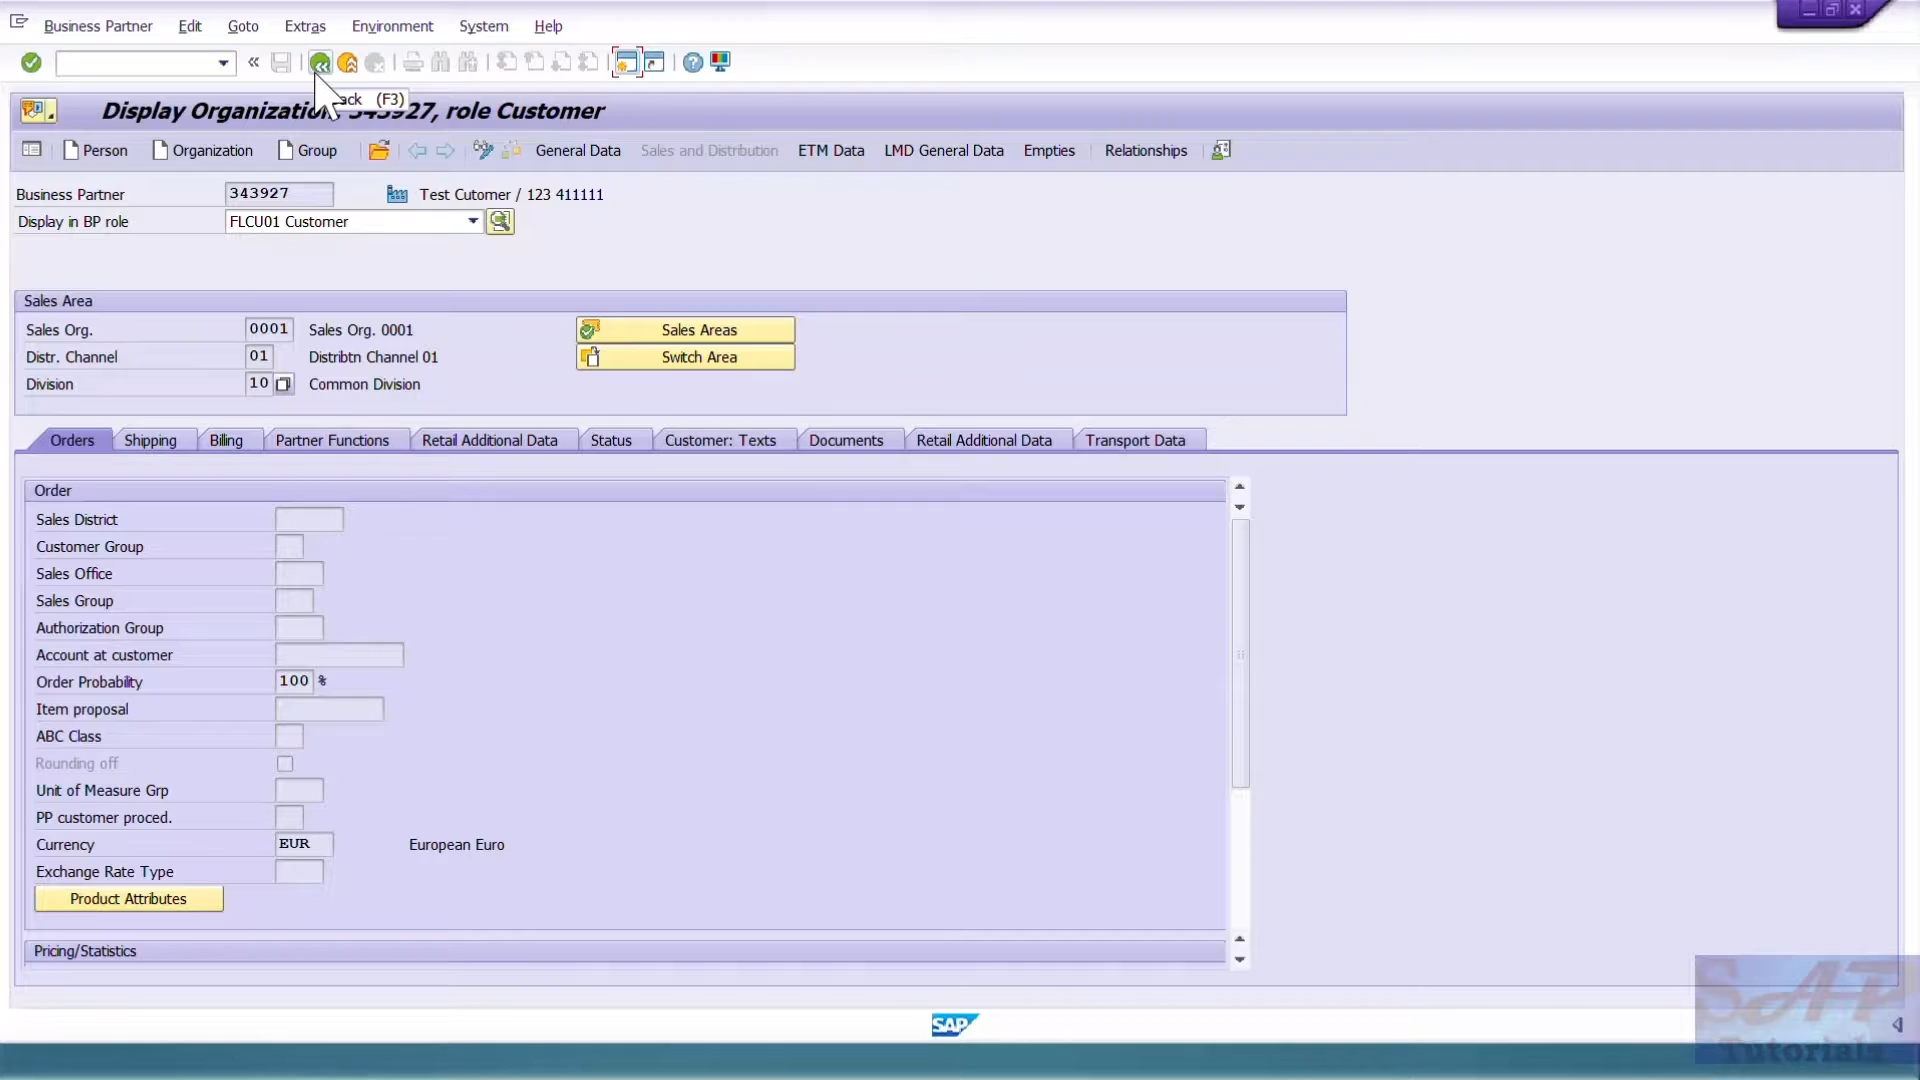 Business Partner Edit Goto Extras Environment System Help
ack (F3)
Display Organization: 343927, role Customer
Person Organization Group General Data Sales and Distribution ETM Data LMD General Data Empties Relationships
Business Partner 343927 Test Cutomer / 123 411111
Display in BP role FLCU01 Customer
Sales Area
Sales Org. 0001 Sales Org. 0001 Sales Areas
Distr. Channel 01 Distribtn Channel 01 Switch Area
Division 10 Common Division
Orders Shipping Billing Partner Functions Retail Additional Data Status Customer: Texts Documents Retail Additional Data Transport Data
Order
Sales District
Customer Group
Sales Office
Sales Group
Authorization Group
Account at customer
Order Probability 100 %
Item proposal
ABC Class
Rounding off
Unit of Measure Grp
PP customer proced.
Currency EUR European Euro
Exchange Rate Type
Product Attributes
Pricing/Statistics
SAP
SAP
Tutorials